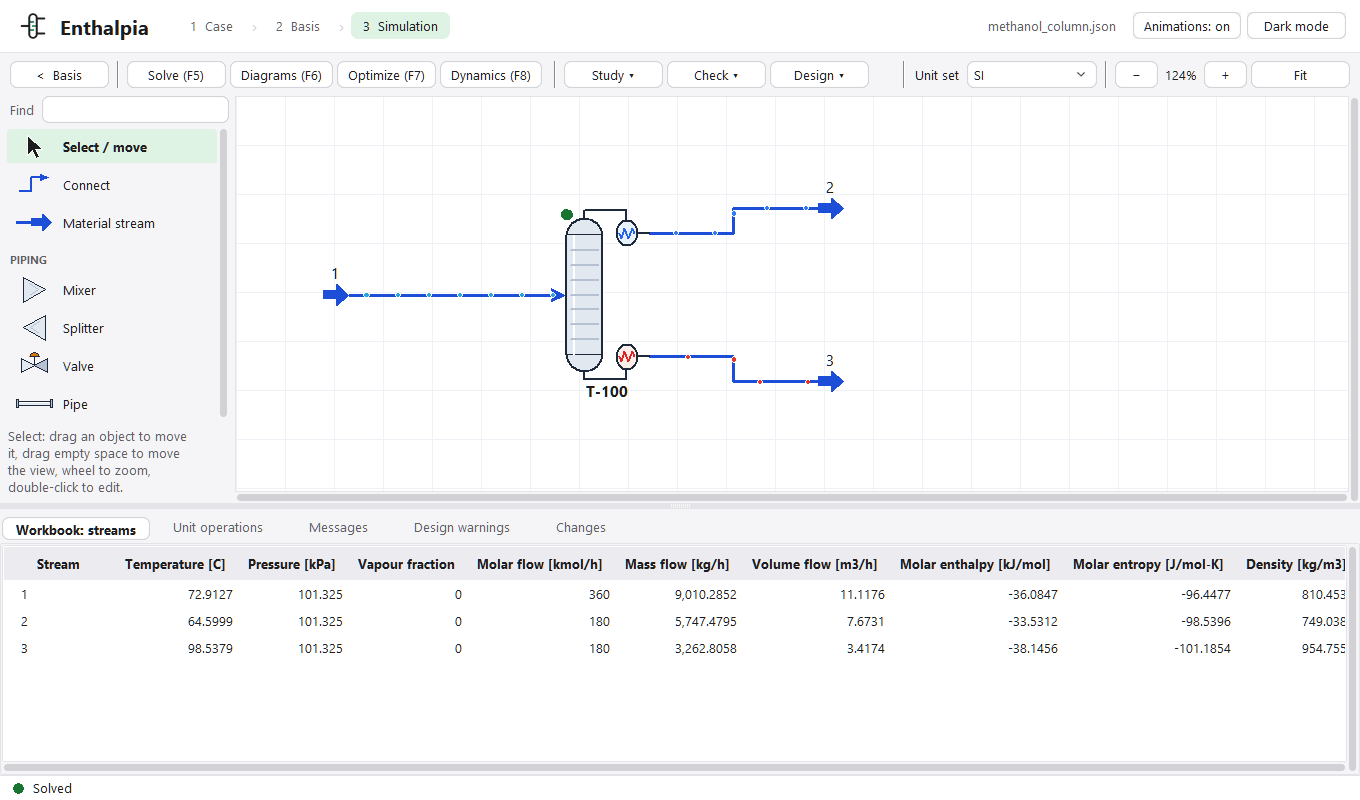 Enthalpia
1 Case › 2 Basis › 3 Simulation
methanol_column.json
Animations: on
Dark mode
< Basis
Solve (F5)
Diagrams (F6)
Optimize (F7)
Dynamics (F8)
Study ▾
Check ▾
Design ▾
Unit set
SI
−
124%
+
Fit
Find
Select / move
Connect
Material stream
PIPING
Mixer
Splitter
Valve
Pipe
Select: drag an object to move
it, drag empty space to move
the view, wheel to zoom,
double-click to edit.
2
1
3
T-100
Workbook: streams
Unit operations
Messages
Design warnings
Changes
Stream Temperature [C] Pressure [kPa] Vapour fraction Molar flow [kmol/h] Mass flow [kg/h] Volume flow [m3/h] Molar enthalpy [kJ/mol] Molar entropy [J/mol-K] Density [kg/m3]
1 72.9127 101.325 0 360 9,010.2852 11.1176 -36.0847 -96.4477 810.453
2 64.5999 101.325 0 180 5,747.4795 7.6731 -33.5312 -98.5396 749.038
3 98.5379 101.325 0 180 3,262.8058 3.4174 -38.1456 -101.1854 954.755
Solved